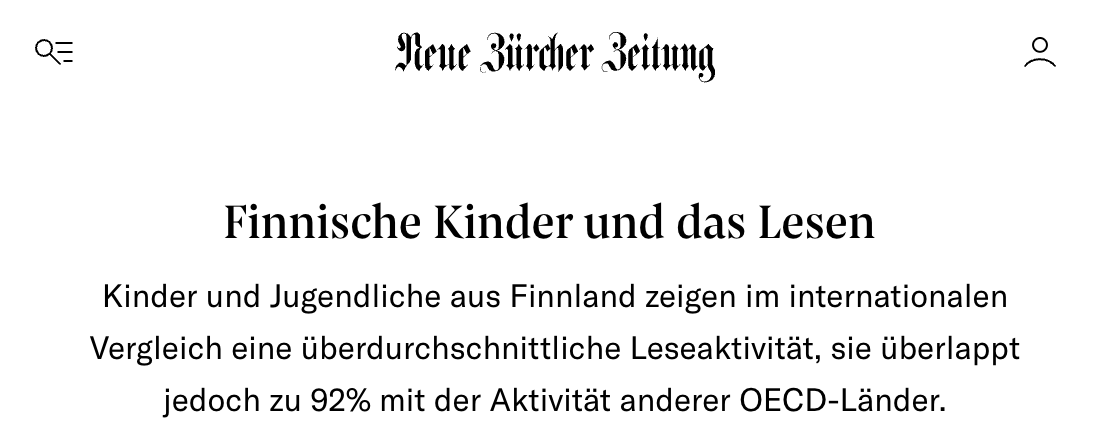 Neue Zürcher Zeitung
Finnische Kinder und das Lesen
Kinder und Jugendliche aus Finnland zeigen im internationalen
Vergleich eine überdurchschnittliche Leseaktivität, sie überlappt
jedoch zu 92% mit der Aktivität anderer OECD-Länder.